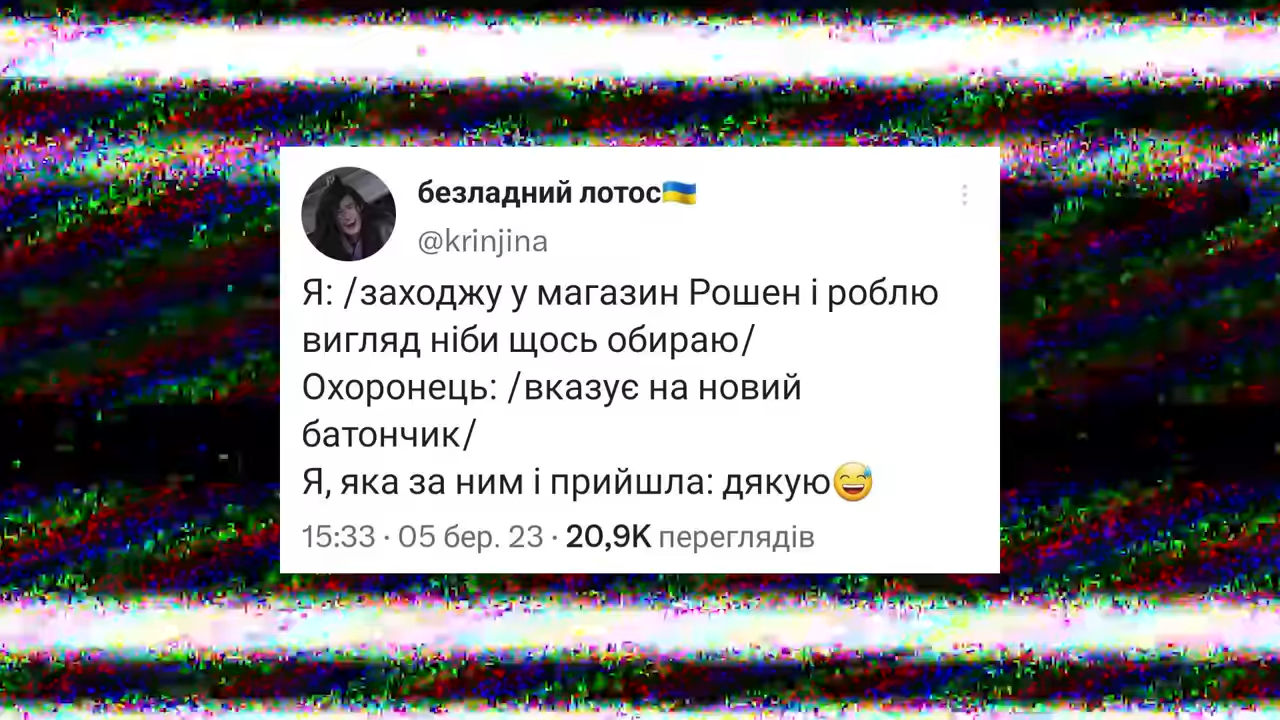 безладний лотос🇺🇦
@krinjina
Я: /заходжу у магазин Рошен і роблю
вигляд ніби щось обираю/
Охоронець: /вказує на новий
батончик/
Я, яка за ним і прийшла: дякую😅
15:33 · 05 бер. 23 · 20,9K переглядів